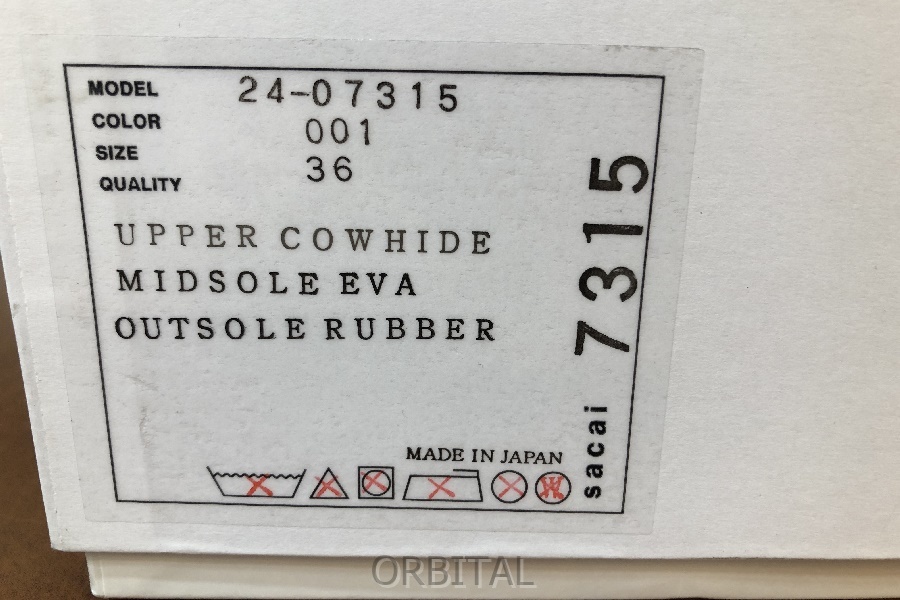 MODEL 24-07315
COLOR 001
SIZE 36
QUALITY
UPPER COWHIDE
MIDSOLE EVA
OUTSOLE RUBBER
MADE IN JAPAN
sacai 7315
ORBITAL